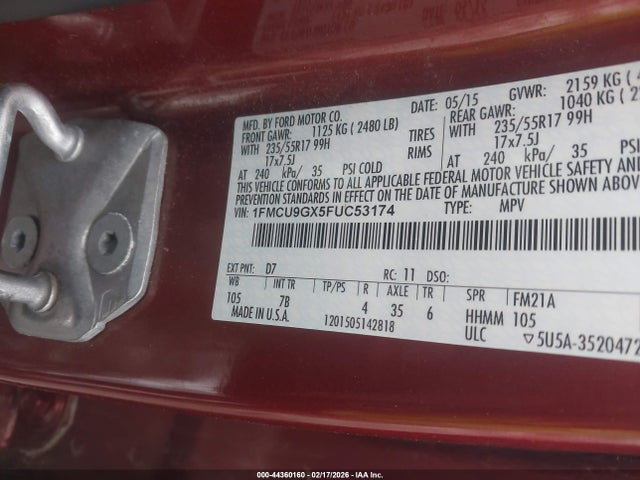 MFD. BY FORD MOTOR CO.
DATE: 05/15 GVWR: 2159 KG (
FRONT GAWR: 1125 KG ( 2480 LB) REAR GAWR: 1040 KG (
WITH 235/55R17 99H TIRES WITH 235/55R17 99H
17x7.5J RIMS 17x7.5J
AT 240 kPa/ 35 PSI COLD AT 240 kPa/ 35 PSI
THIS VEHICLE CONFORMS TO ALL APPLICABLE FEDERAL MOTOR VEHICLE SAFETY AND
PREVENTION STANDARDS IN EFFECT ON THE DATE OF MANUFACTURE SHOWN ABOVE
VIN: 1FMCU9GX5FUC53174 TYPE: MPV
EXT PNT: D7 RC: 11 DSO:
WB INT TR TP/PS R AXLE TR SPR FM21A
105 7B 4 35 6 HHMM 105
MADE IN U.S.A. 1201505142818 ULC 5U5A-3520472
000-44360160 - 02/17/2026 - IAA Inc.